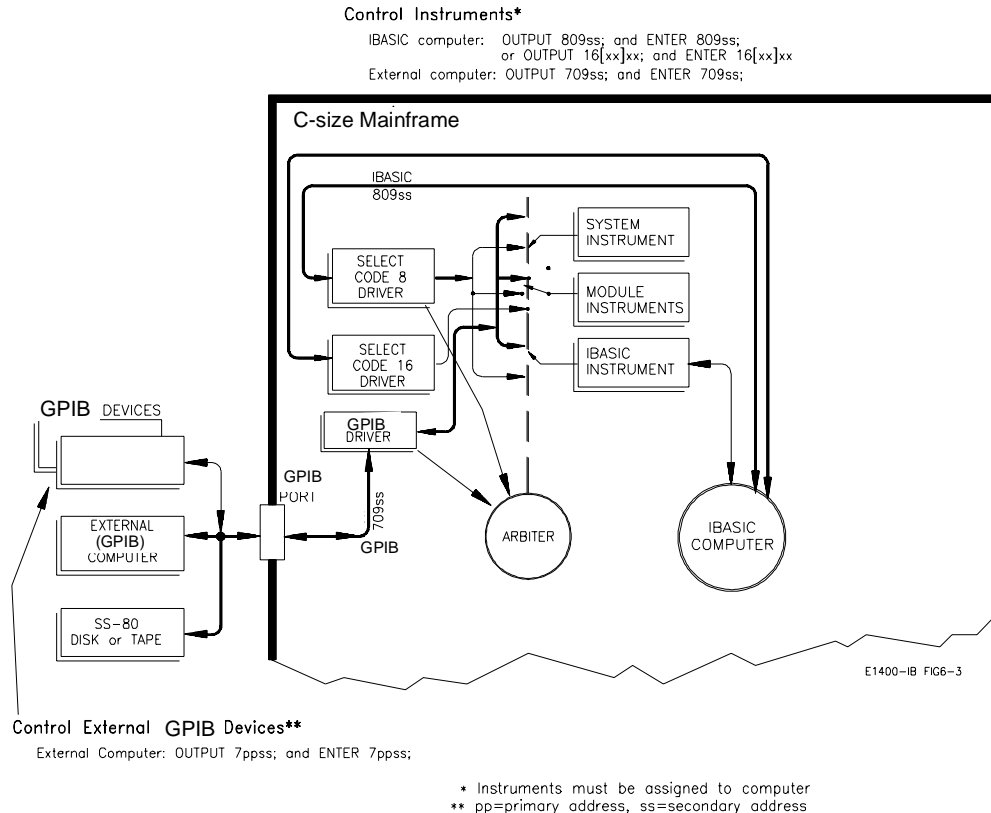 Control Instruments*
IBASIC computer: OUTPUT 809ss; and ENTER 809ss;
or OUTPUT 16[xx]xx; and ENTER 16[xx]xx
External computer: OUTPUT 709ss; and ENTER 709ss;
C-size Mainframe
IBASIC
809ss
SYSTEM
INSTRUMENT
SELECT
CODE 8
DRIVER
MODULE
INSTRUMENTS
SELECT
CODE 16
DRIVER
IBASIC
INSTRUMENT
GPIB DEVICES
GPIB
DRIVER
GPIB
PORT
709ss
GPIB
EXTERNAL
(GPIB)
COMPUTER
ARBITER
IBASIC
COMPUTER
SS-80
DISK or TAPE
E1400-IB FIG6-3
Control External GPIB Devices**
External Computer: OUTPUT 7ppss; and ENTER 7ppss;
* Instruments must be assigned to computer
** pp=primary address, ss=secondary address